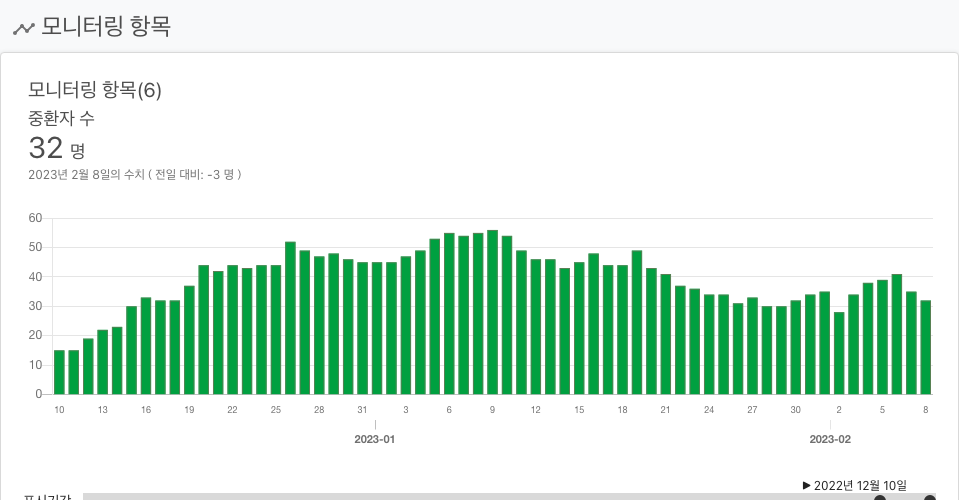 모니터링 항목
모니터링 항목(6)
중환자 수
32 명
2023년 2월 8일의 수치 ( 전일 대비: -3 명 )
60
50
40
30
20
10
0
10 13 16 19 22 25 28 31 3 6 9 12 15 18 21 24 27 30 2 5 8
2023-01 2023-02
▶ 2022년 12월 10일
표시기간